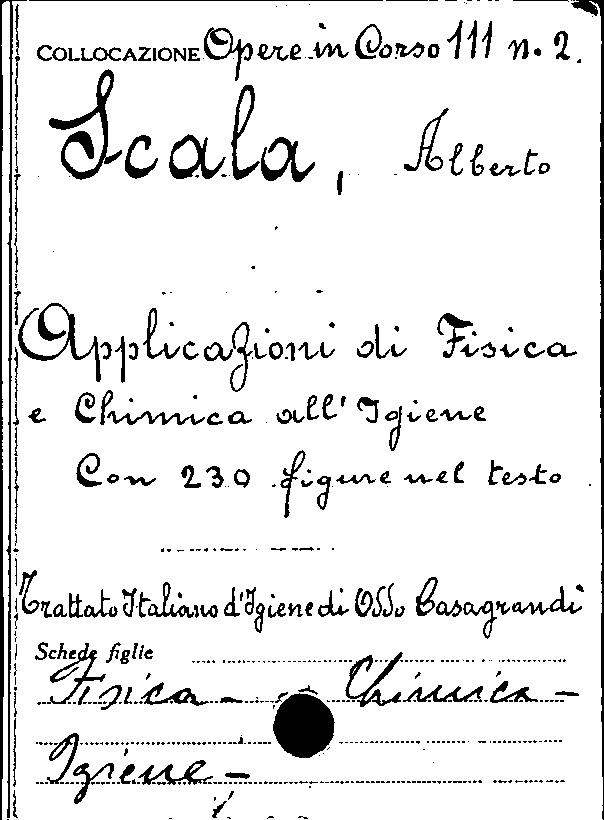 COLLOCAZIONE Opere in Corso 111 n. 2.
Scala, Alberto
Applicazioni di Fisica
e Chimica all' Igiene
Con 230 figure nel testo
Trattato Italiano d'Igiene di Oddo Casagrandi
Schede figlie
Fisica - Chimica -
Igiene -